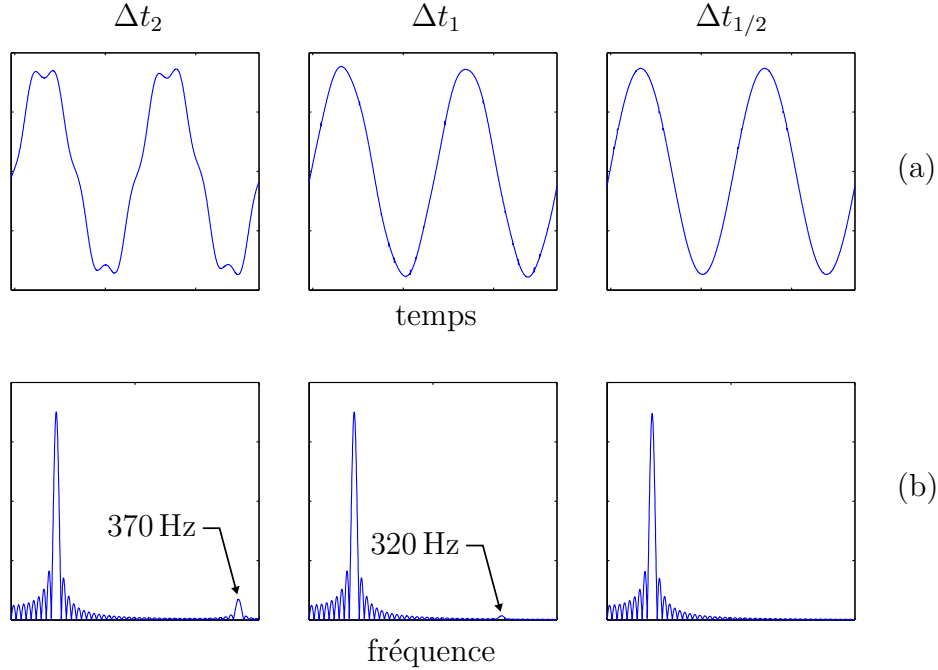 Δt₂ Δt₁ Δt₁/₂
(a)
temps
(b)
370 Hz
320 Hz
fréquence